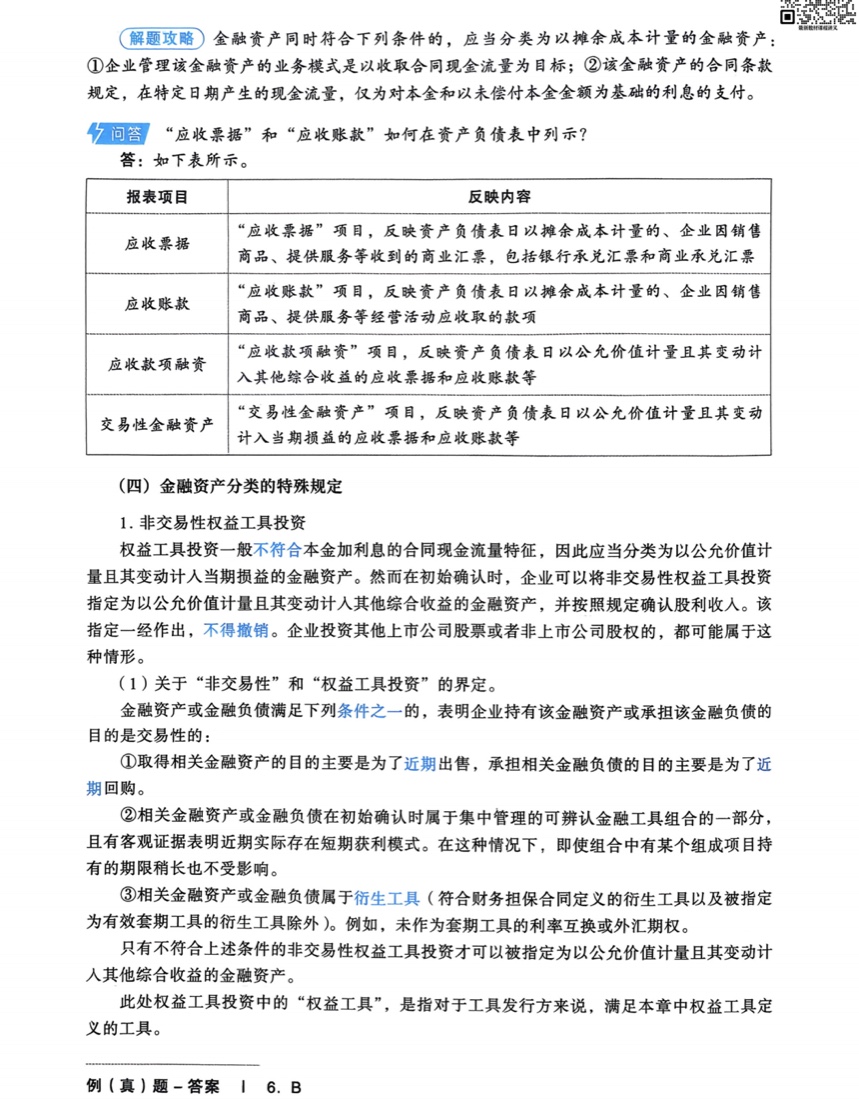 解题攻略 金融资产同时符合下列条件的，应当分类为以摊余成本计量的金融资产：
①企业管理该金融资产的业务模式是以收取合同现金流量为目标；②该金融资产的合同条款
规定，在特定日期产生的现金流量，仅为对本金和以未偿付本金金额为基础的利息的支付。
问答 “应收票据”和“应收账款”如何在资产负债表中列示？
答：如下表所示。
报表项目 反映内容
应收票据 “应收票据”项目，反映资产负债表日以摊余成本计量的、企业因销售
商品、提供服务等收到的商业汇票，包括银行承兑汇票和商业承兑汇票
应收账款 “应收账款”项目，反映资产负债表日以摊余成本计量的、企业因销售
商品、提供服务等经营活动应收取的款项
应收款项融资 “应收款项融资”项目，反映资产负债表日以公允价值计量且其变动计
入其他综合收益的应收票据和应收账款等
交易性金融资产 “交易性金融资产”项目，反映资产负债表日以公允价值计量且其变动
计入当期损益的应收票据和应收账款等
（四）金融资产分类的特殊规定
1. 非交易性权益工具投资
权益工具投资一般不符合本金加利息的合同现金流量特征，因此应当分类为以公允价值计
量且其变动计入当期损益的金融资产。然而在初始确认时，企业可以将非交易性权益工具投资
指定为以公允价值计量且其变动计入其他综合收益的金融资产，并按照规定确认股利收入。该
指定一经作出，不得撤销。企业投资其他上市公司股票或者非上市公司股权的，都可能属于这
种情形。
（1）关于“非交易性”和“权益工具投资”的界定。
金融资产或金融负债满足下列条件之一的，表明企业持有该金融资产或承担该金融负债的
目的是交易性的：
①取得相关金融资产的目的主要是为了近期出售，承担相关金融负债的目的主要是为了近
期回购。
②相关金融资产或金融负债在初始确认时属于集中管理的可辨认金融工具组合的一部分，
且有客观证据表明近期实际存在短期获利模式。在这种情况下，即使组合中有某个组成项目持
有的期限稍长也不受影响。
③相关金融资产或金融负债属于衍生工具（符合财务担保合同定义的衍生工具以及被指定
为有效套期工具的衍生工具除外）。例如，未作为套期工具的利率互换或外汇期权。
只有不符合上述条件的非交易性权益工具投资才可以被指定为以公允价值计量且其变动计
入其他综合收益的金融资产。
此处权益工具投资中的“权益工具”，是指对于工具发行方来说，满足本章中权益工具定
义的工具。
例（真）题－答案 | 6. B